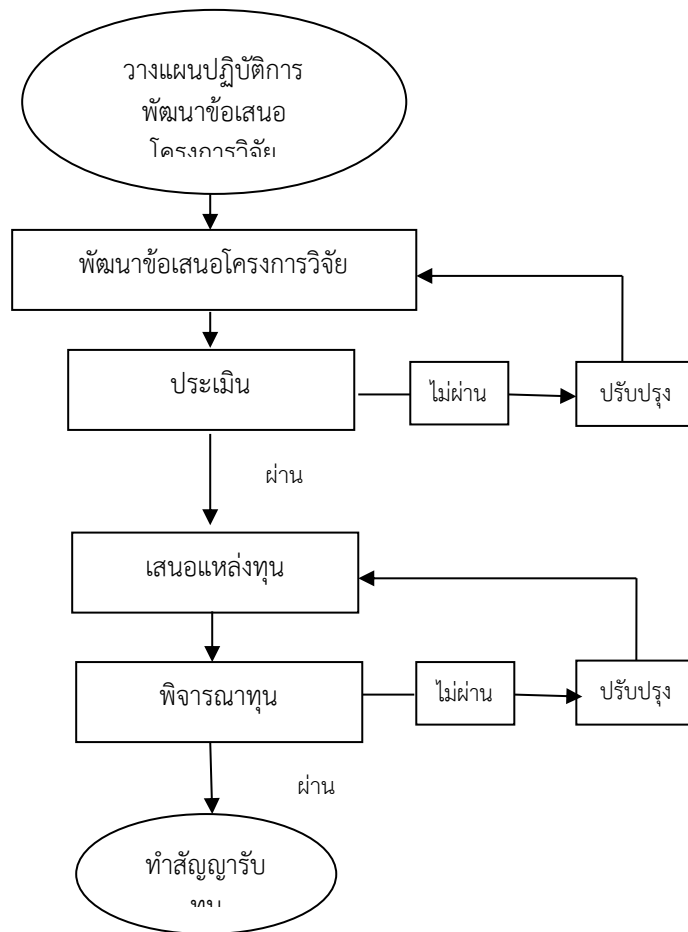 วางแผนปฏิบัติการ
พัฒนาข้อเสนอ
โครงการวิจัย
พัฒนาข้อเสนอโครงการวิจัย
ประเมิน
ไม่ผ่าน
ปรับปรุง
ผ่าน
เสนอแหล่งทุน
พิจารณาทุน
ไม่ผ่าน
ปรับปรุง
ผ่าน
ทำสัญญารับ
ทุน